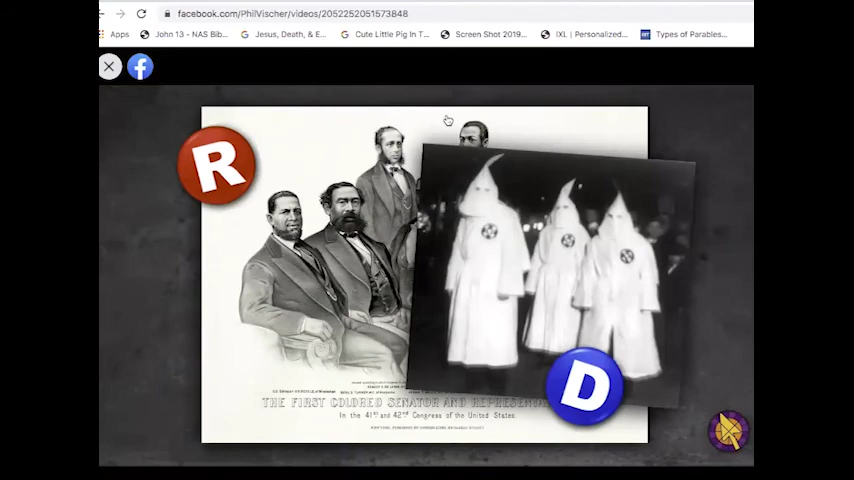 facebook.com/PhilVischer/videos/2052252051573848
Apps John 13 - NAS Bib... Jesus, Death, & E... Cute Little Pig In T... Screen Shot 2019... IXL | Personalized... Types of Parables...
R
D
THE FIRST COLORED SENATOR AND REPRESENT
In the 41st and 42nd Congress of the United States.